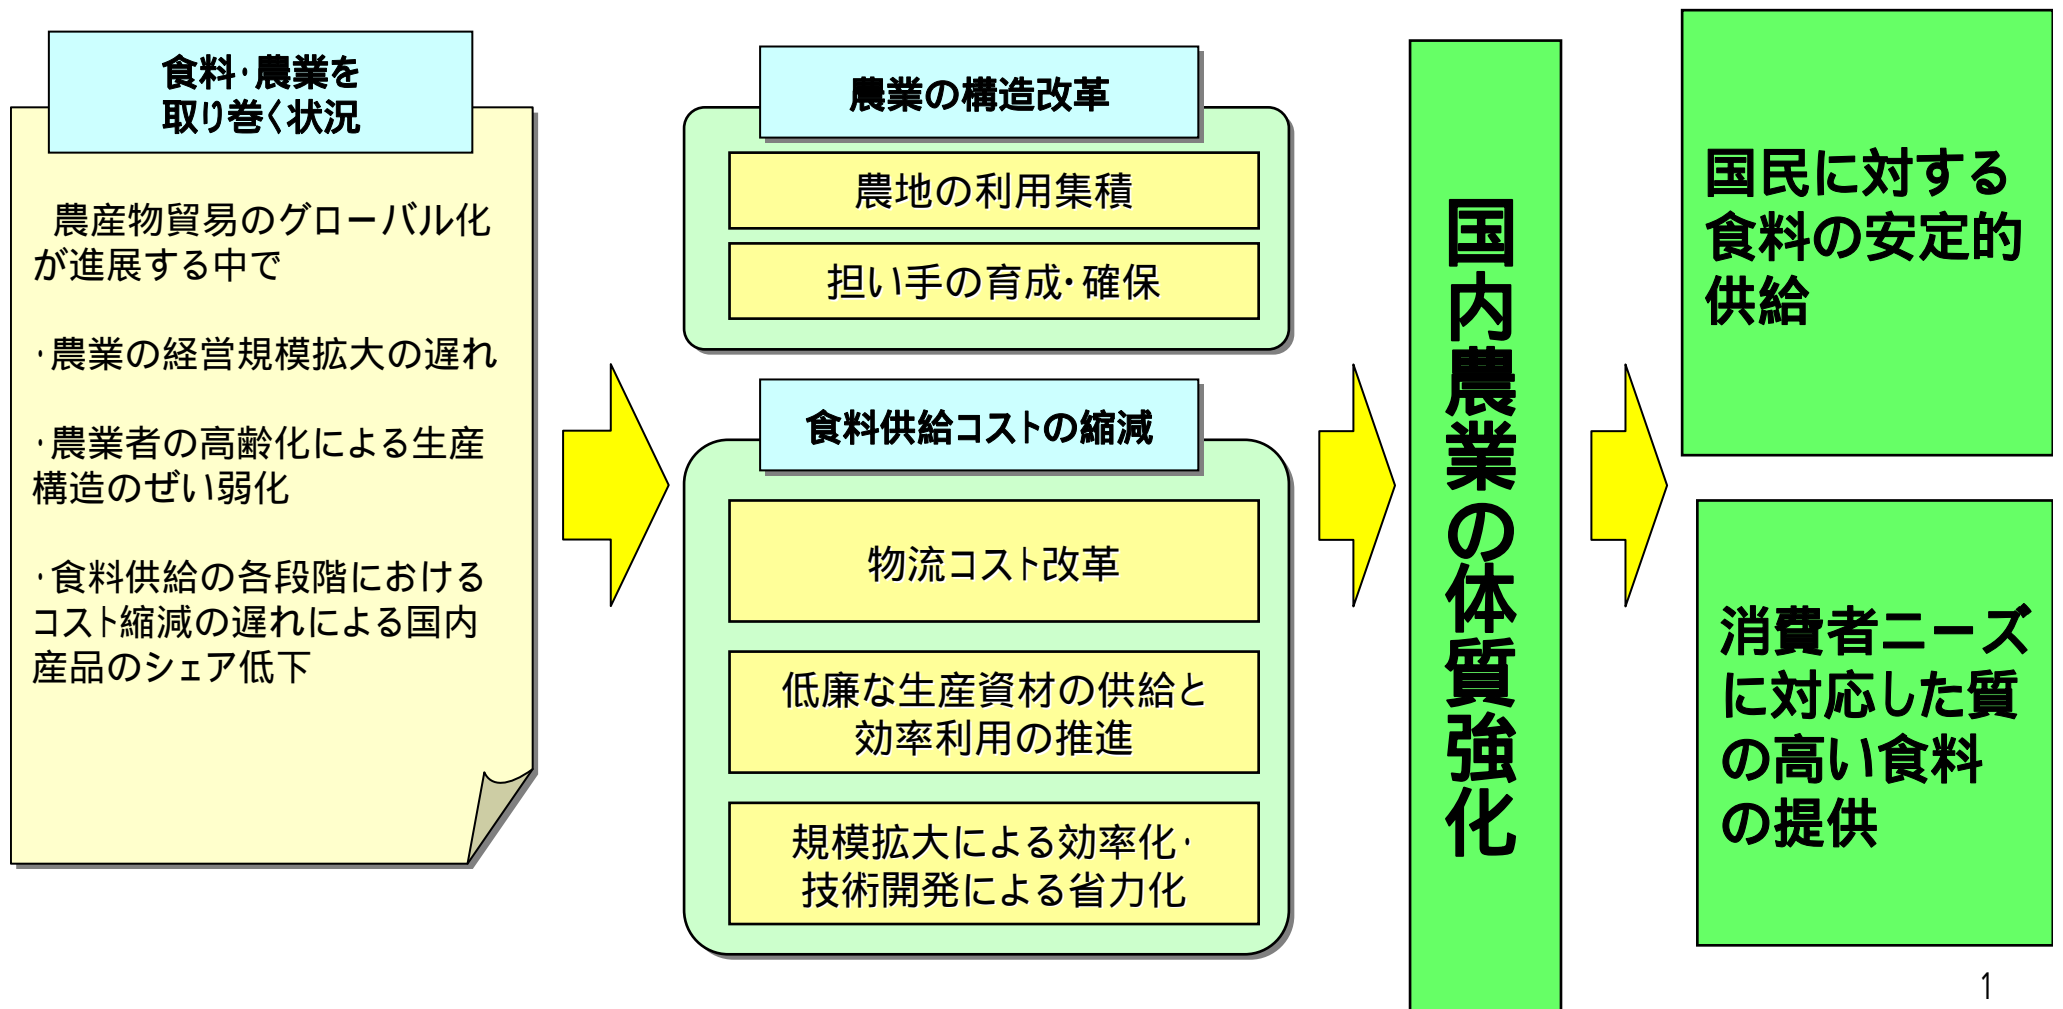 食料・農業を
取り巻く状況
農産物貿易のグローバル化
が進展する中で
・農業の経営規模拡大の遅れ
・農業者の高齢化による生産
構造のぜい弱化
・食料供給の各段階における
コスト縮減の遅れによる国内
産品のシェア低下
農業の構造改革
農地の利用集積
担い手の育成・確保
食料供給コストの縮減
物流コスト改革
低廉な生産資材の供給と
効率利用の推進
規模拡大による効率化・
技術開発による省力化
国内農業の体質強化
国民に対する
食料の安定的
供給
消費者ニーズ
に対応した質
の高い食料
の提供
1